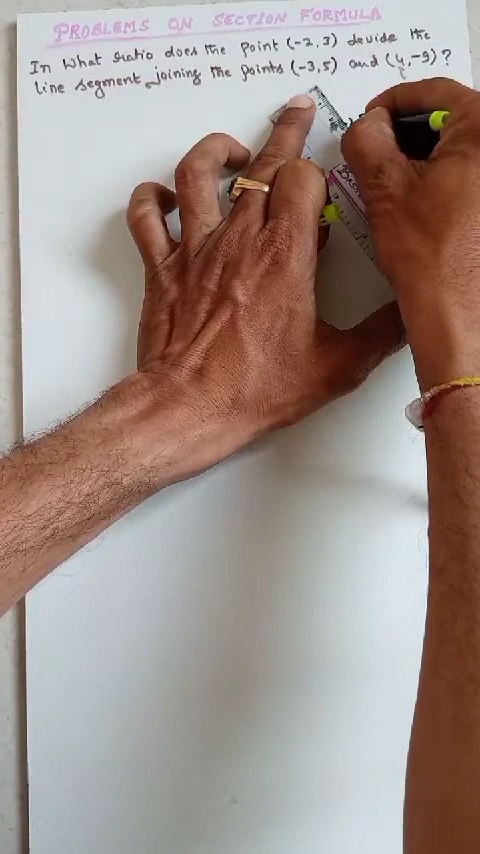 PROBLEMS ON SECTION FORMULA
In What ratio does the point (-2,3) devide the
line segment joining the points (-3,5) and (4,-9)?